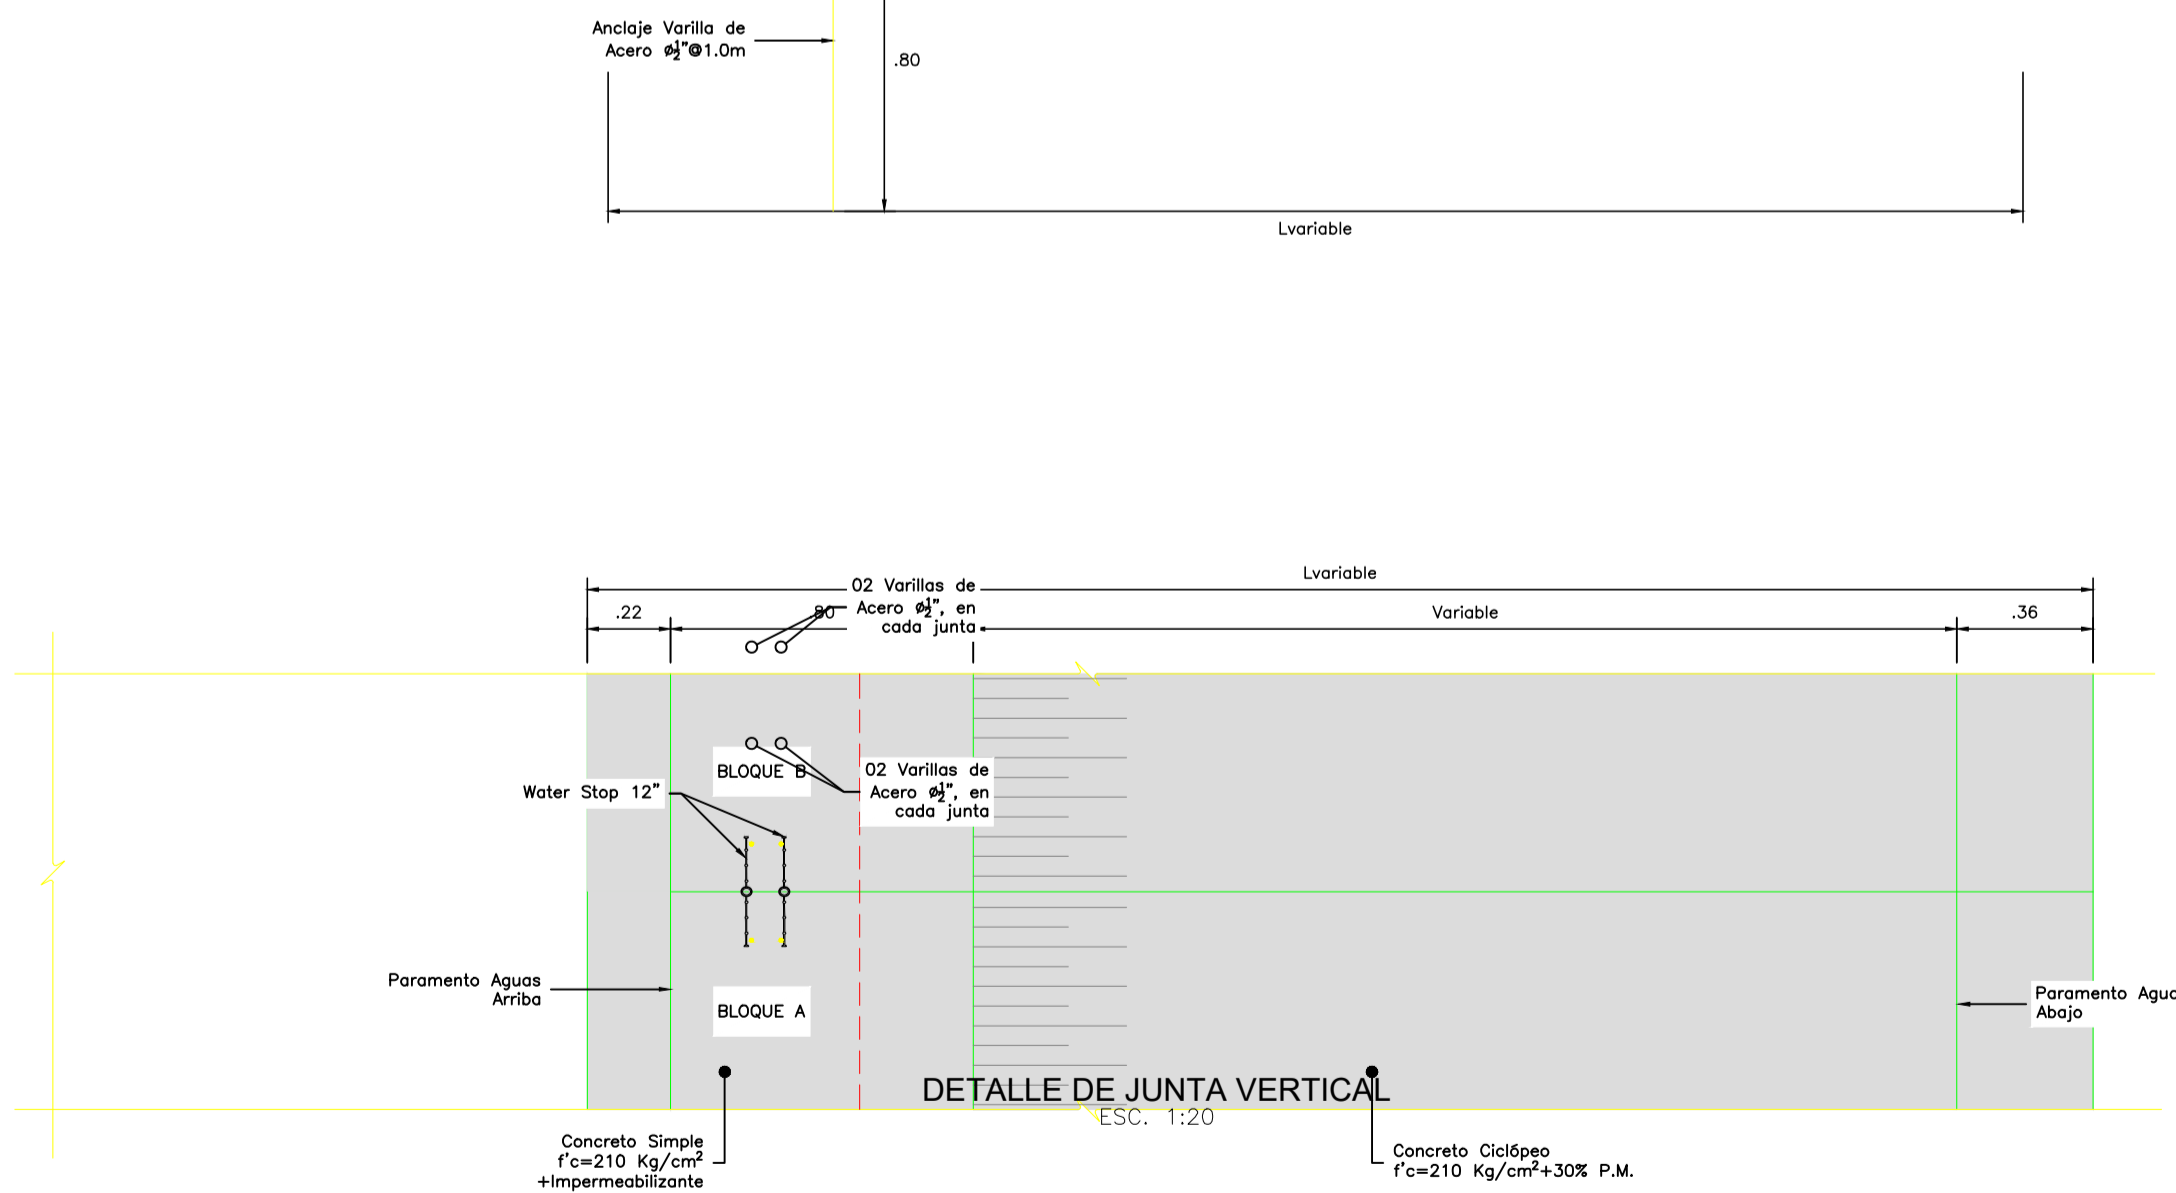 Anclaje Varilla de
Acero ø½"@1.0m
.80
Lvariable
Lvariable
02 Varillas de
Acero ø½", en
cada junta
.22
.80
Variable
.36
BLOQUE B
02 Varillas de
Acero ø½", en
cada junta
Water Stop 12"
Paramento Aguas
Arriba
BLOQUE A
Paramento Agua
Abajo
DETALLE DE JUNTA VERTICAL
ESC. 1:20
Concreto Simple
f'c=210 Kg/cm²
+Impermeabilizante
Concreto Ciclópeo
f'c=210 Kg/cm²+30% P.M.